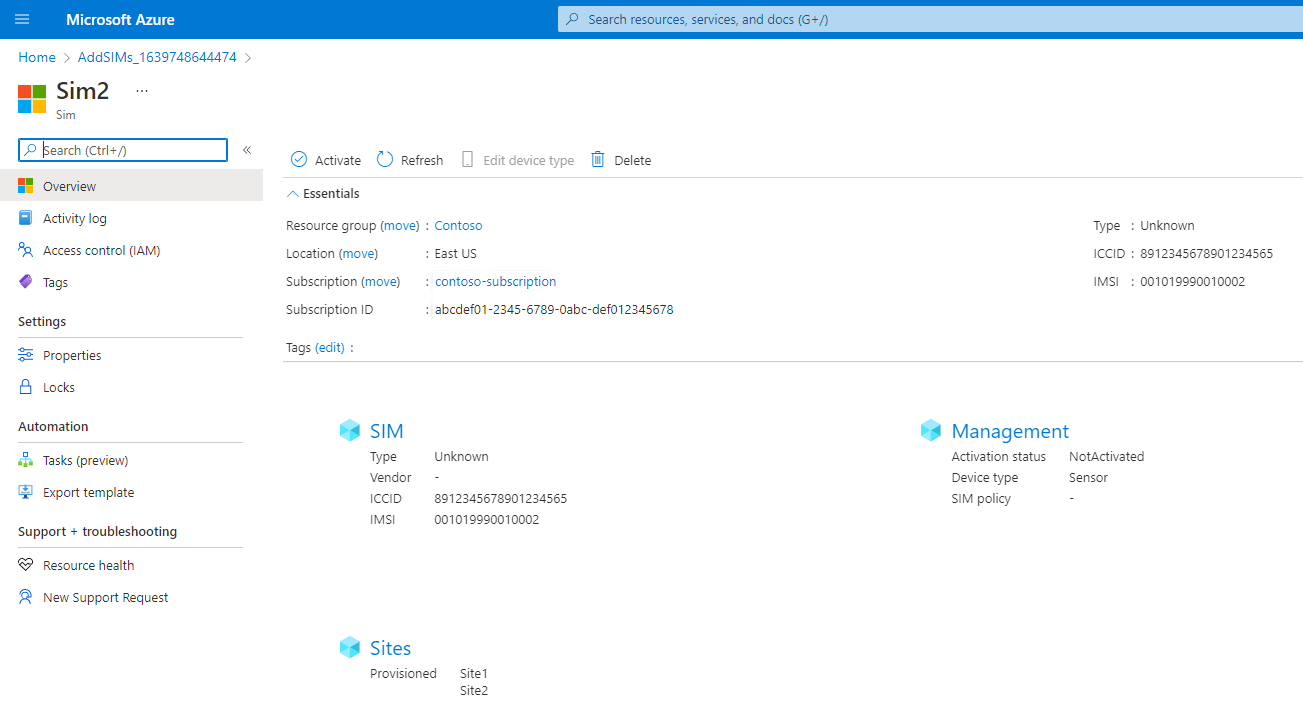 Microsoft Azure
Search resources, services, and docs (G+/)
Home > AddSIMs_1639748644474 >
Sim2 ...
Sim
Search (Ctrl+/) «
Overview
Activity log
Access control (IAM)
Tags
Settings
Properties
Locks
Automation
Tasks (preview)
Export template
Support + troubleshooting
Resource health
New Support Request
Activate Refresh Edit device type Delete
Essentials
Resource group (move) : Contoso
Location (move) : East US
Subscription (move) : contoso-subscription
Subscription ID : abcdef01-2345-6789-0abc-def012345678
Type : Unknown
ICCID : 8912345678901234565
IMSI : 001019990010002
Tags (edit) :
SIM
Type Unknown
Vendor -
ICCID 8912345678901234565
IMSI 001019990010002
Management
Activation status NotActivated
Device type Sensor
SIM policy -
Sites
Provisioned Site1
Site2